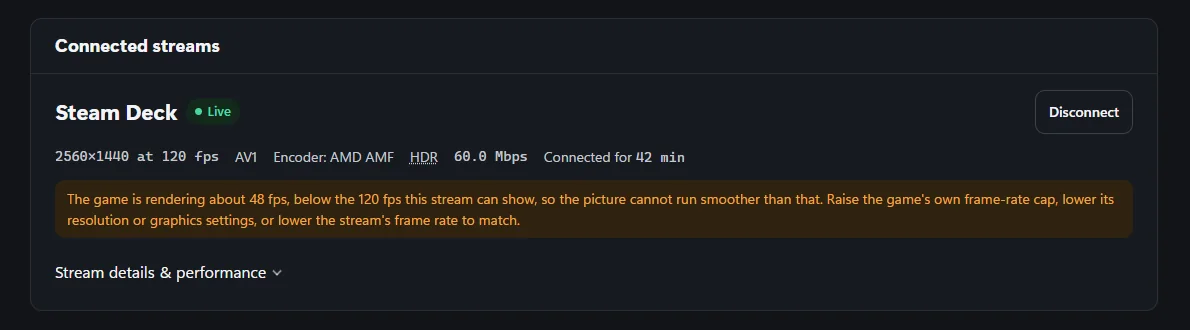 Connected streams
Steam Deck Live
Disconnect
2560×1440 at 120 fps AV1 Encoder: AMD AMF HDR 60.0 Mbps Connected for 42 min
The game is rendering about 48 fps, below the 120 fps this stream can show, so the picture cannot run smoother than that. Raise the game's own frame-rate cap, lower its
resolution or graphics settings, or lower the stream's frame rate to match.
Stream details & performance